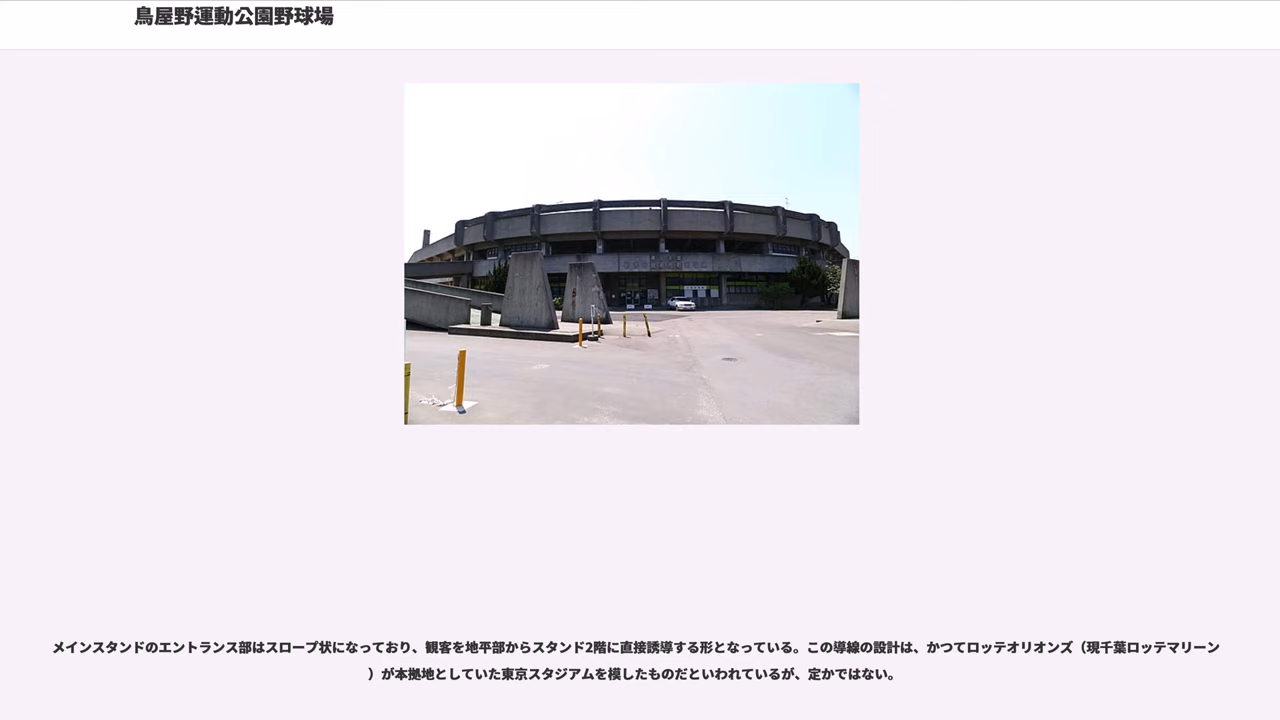 鳥屋野運動公園野球場
メインスタンドのエントランス部はスロープ状になっており、観客を地平部からスタンド2階に直接誘導する形となっている。この導線の設計は、かつてロッテオリオンズ（現千葉ロッテマリーン
）が本拠地としていた東京スタジアムを模したものだといわれているが、定かではない。